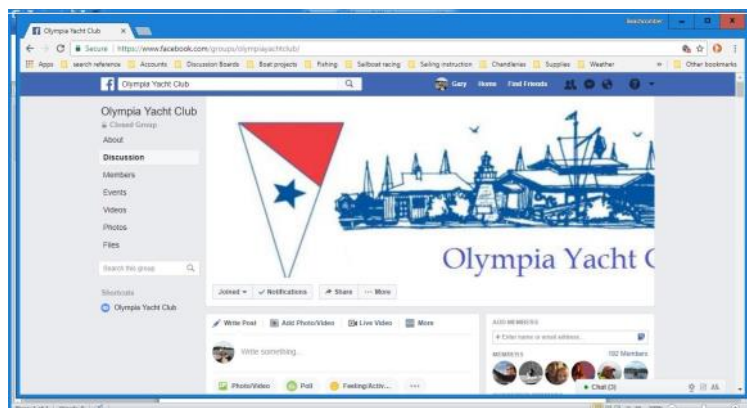 Olympia Yacht Club
Secure https://www.facebook.com/groups/olympiayachtclub/
Apps search reference Accounts Discussion Boards Boat projects Fishing Sailboat racing Sailing instruction Chandleries Supplies Weather Other bookmarks
Olympia Yacht Club Gary Home Find Friends
Olympia Yacht Club
Closed Group
About
Discussion
Members
Events
Videos
Photos
Files
Search this group
Shortcuts
Olympia Yacht Club
Olympia Yacht C
Joined Notifications Share More
Write Post Add Photo/Video Live Video More
Write something...
Photo/Video Poll Feeling/Activ...
ADD MEMBERS
Enter name or email address...
MEMBERS 192 Members
Chat (3)